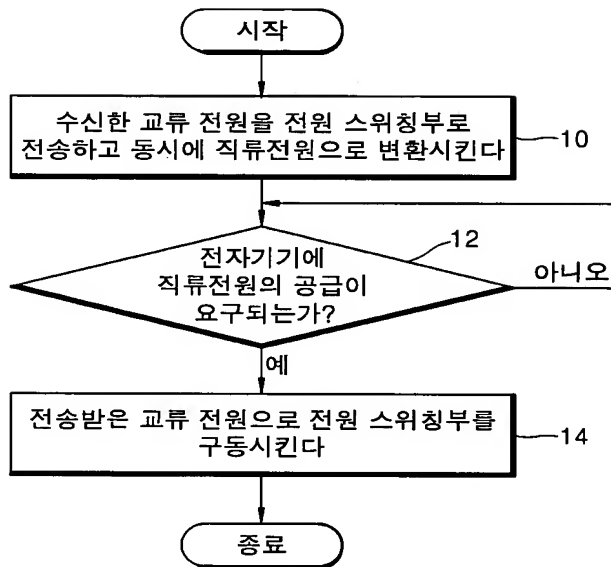 시작
수신한 교류 전원을 전원 스위칭부로
전송하고 동시에 직류전원으로 변환시킨다
10
12
전자기기에
직류전원의 공급이
요구되는가?
아니오
예
전송받은 교류 전원으로 전원 스위칭부를
구동시킨다
14
종료